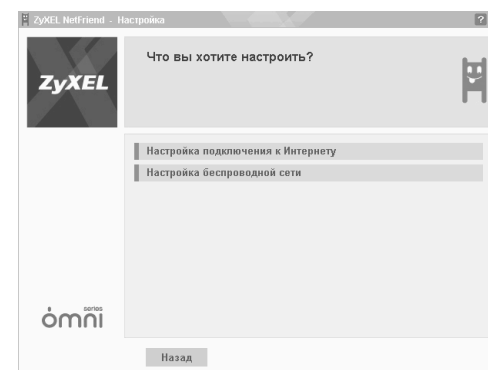 ZyXEL NetFriend - Настройка
?
ZyXEL
Что вы хотите настроить?
Настройка подключения к Интернету
Настройка беспроводной сети
omni series
Назад